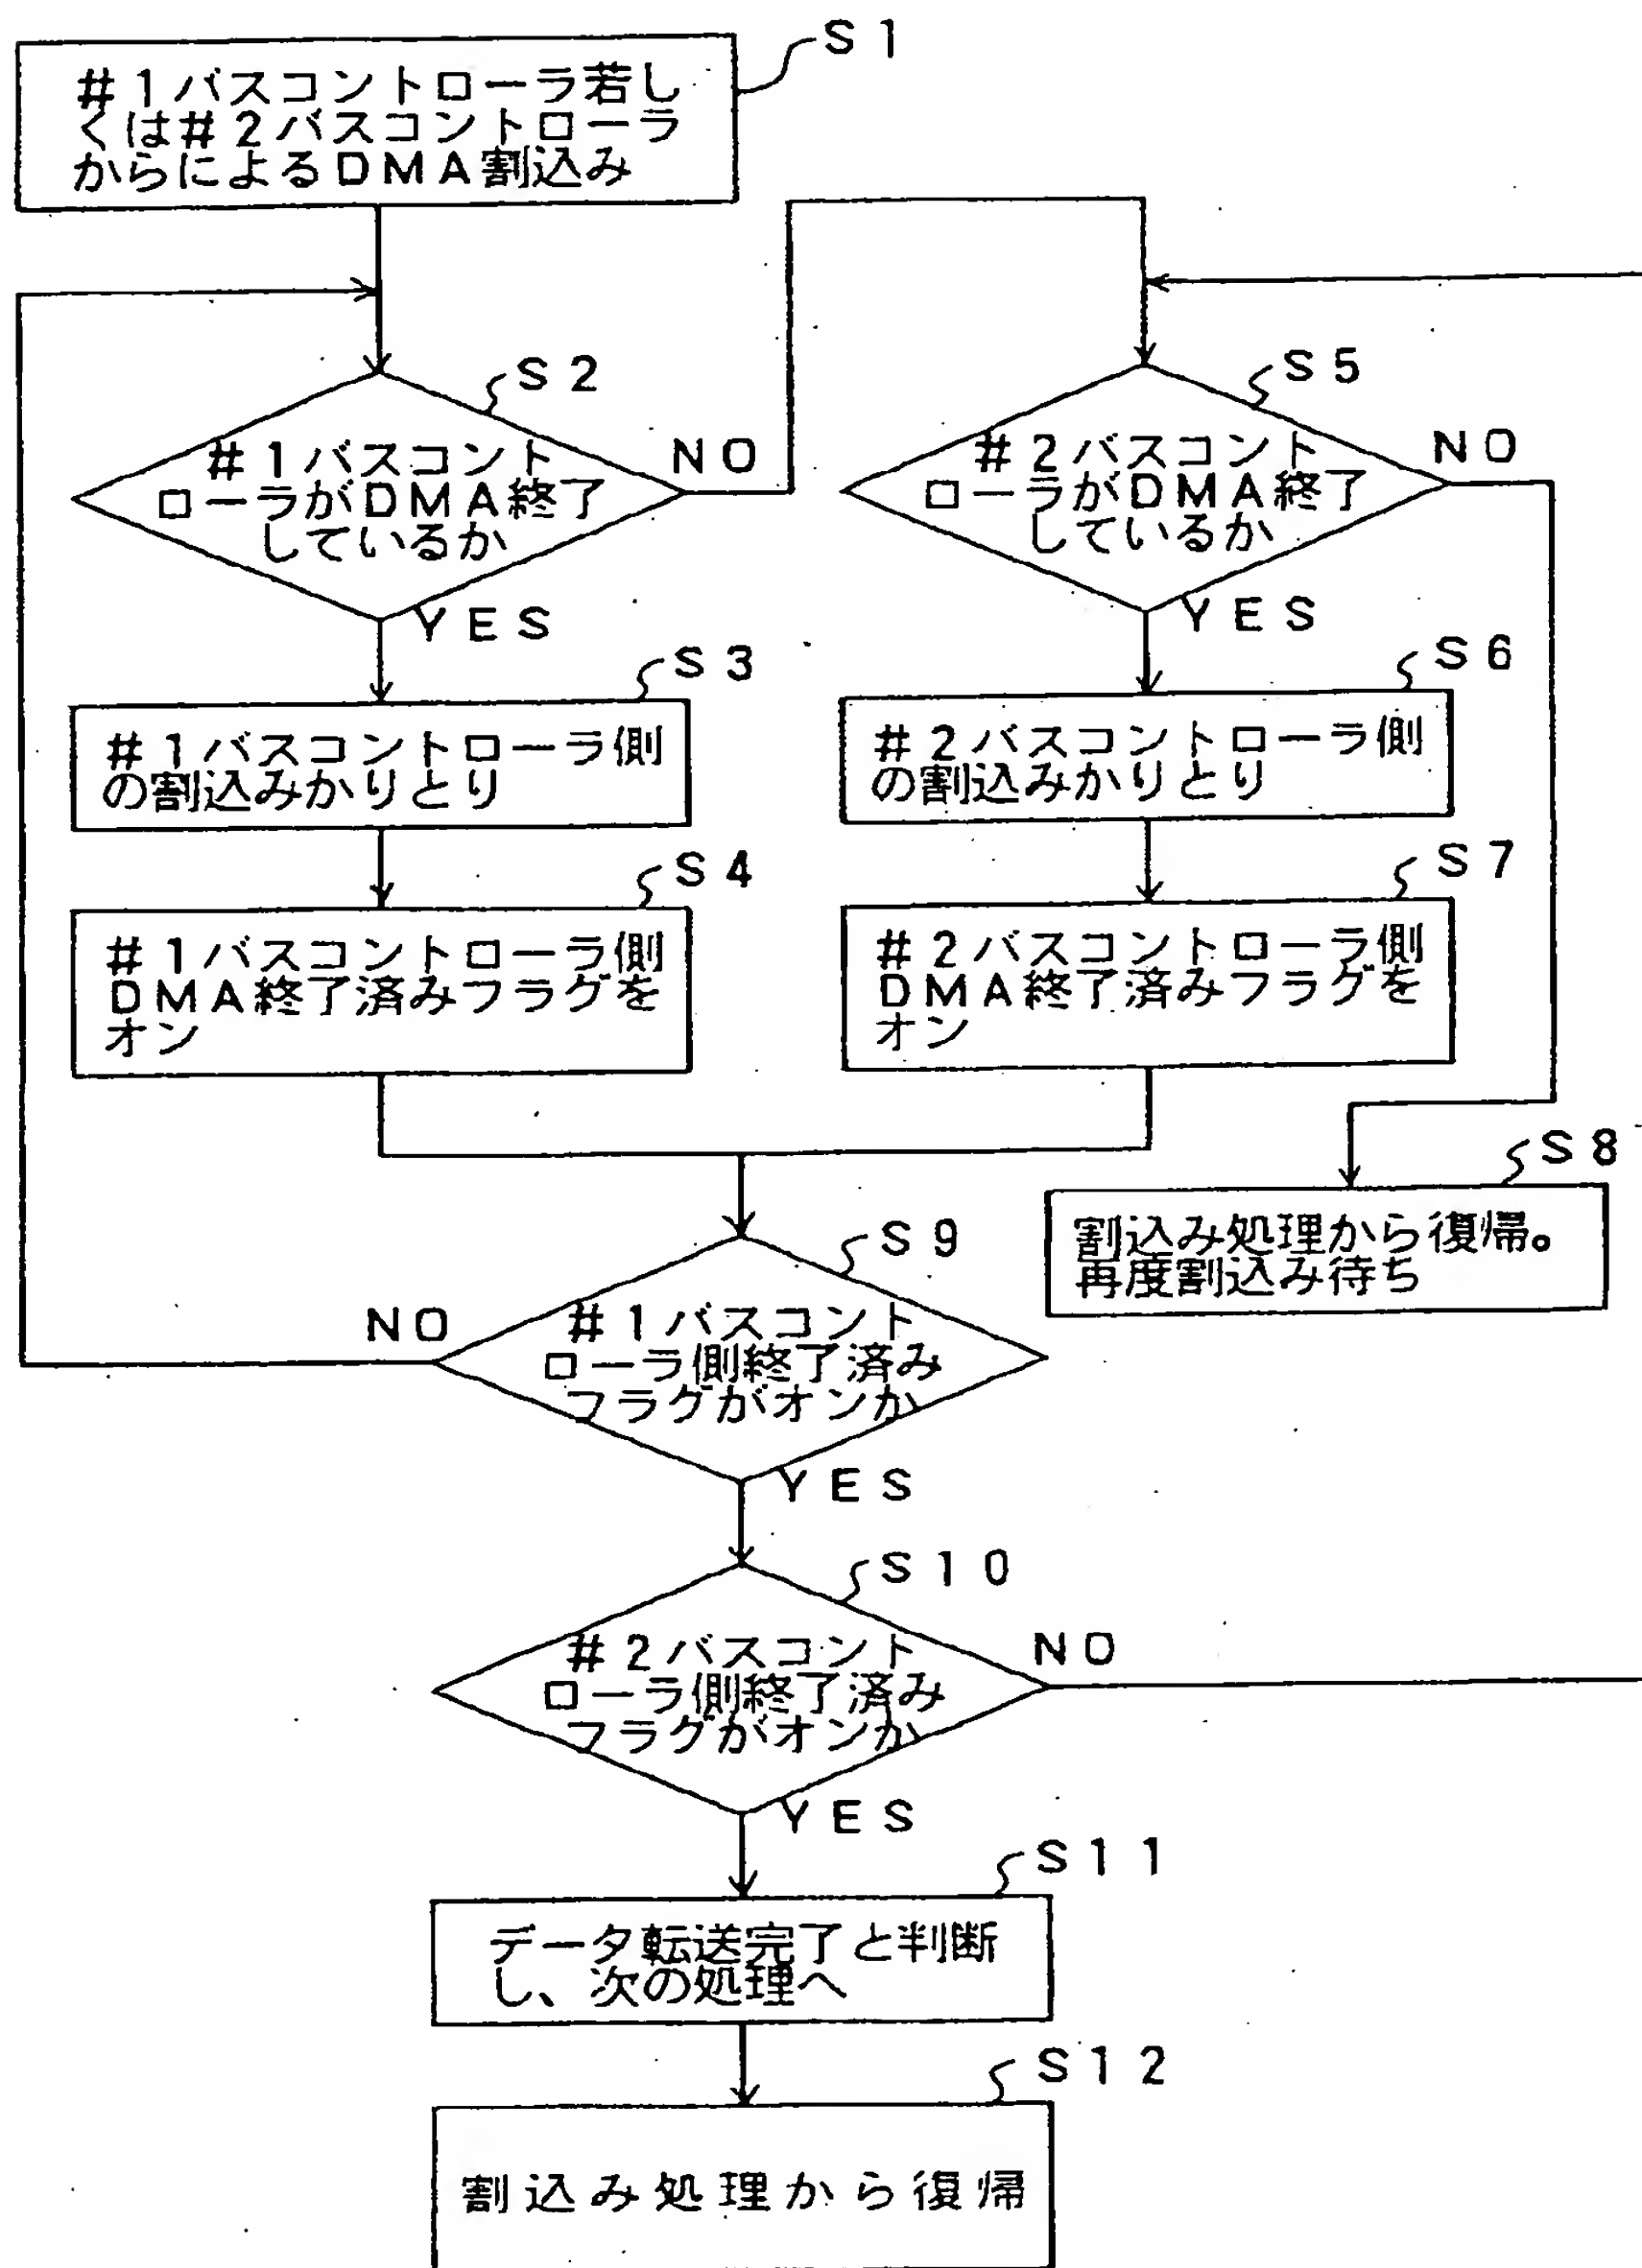 S1
#1バスコントローラ若し
くは#2バスコントローラ
からによるDMA割込み
S2
#1バスコント
ローラがDMA終了
しているか
NO
YES
S5
#2バスコント
ローラがDMA終了
しているか
NO
YES
S3
#1バスコントローラ側
の割込みかりとり
S6
#2バスコントローラ側
の割込みかりとり
S4
#1バスコントローラ側
DMA終了済みフラグを
オン
S7
#2バスコントローラ側
DMA終了済みフラグを
オン
S8
割込み処理から復帰。
再度割込み待ち
S9
#1バスコント
ローラ側終了済み
フラグがオンか
NO
YES
S10
#2バスコント
ローラ側終了済み
フラグがオンか
NO
YES
S11
データ転送完了と判断
し、次の処理へ
S12
割込み処理から復帰